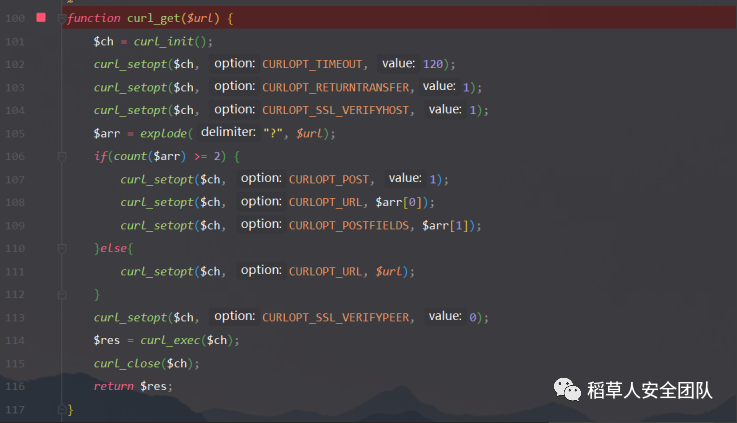 100 function curl_get($url) {
101 $ch = curl_init();
102 curl_setopt($ch, option: CURLOPT_TIMEOUT, value: 120);
103 curl_setopt($ch, option: CURLOPT_RETURNTRANSFER, value: 1);
104 curl_setopt($ch, option: CURLOPT_SSL_VERIFYHOST, value: 1);
105 $arr = explode( delimiter: "?", $url);
106 if(count($arr) >= 2) {
107 curl_setopt($ch, option: CURLOPT_POST, value: 1);
108 curl_setopt($ch, option: CURLOPT_URL, $arr[0]);
109 curl_setopt($ch, option: CURLOPT_POSTFIELDS, $arr[1]);
110 }else{
111 curl_setopt($ch, option: CURLOPT_URL, $url);
112 }
113 curl_setopt($ch, option: CURLOPT_SSL_VERIFYPEER, value: 0);
114 $res = curl_exec($ch);
115 curl_close($ch);
116 return $res;
117 }
稻草人安全团队